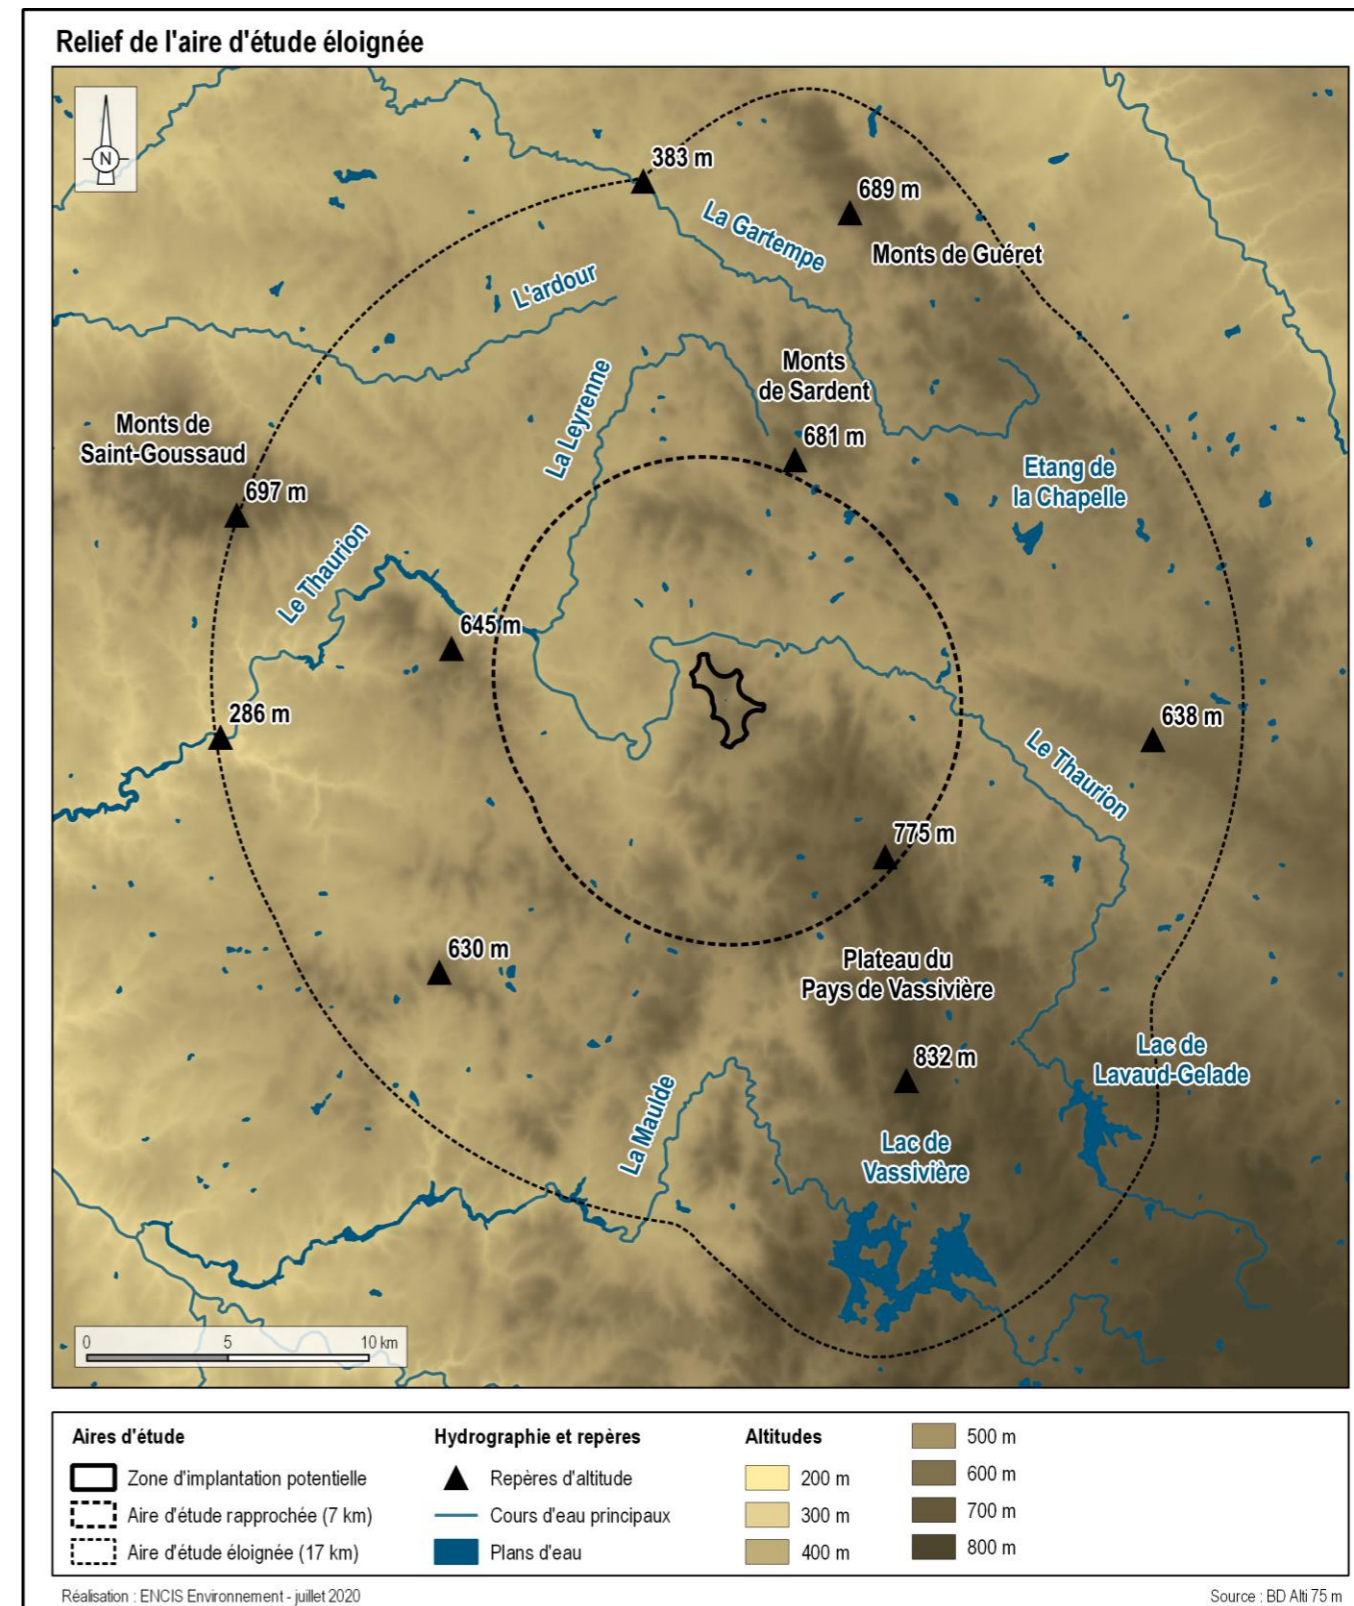 Relief de l'aire d'étude éloignée
N
383 m
689 m
La Gartempe
Monts de Guéret
L'ardour
Monts
de Sardent
La Leyrenne
681 m
Monts de
Saint-Goussaud
697 m
Etang de
la Chapelle
Le Thaurion
645 m
286 m
638 m
Le Thaurion
775 m
630 m
Plateau du
Pays de Vassivière
832 m
Lac de
Lavaud-Gelade
La Maulde
Lac de
Vassivière
0 5 10 km
Aires d'étude
Zone d'implantation potentielle
Aire d'étude rapprochée (7 km)
Aire d'étude éloignée (17 km)
Hydrographie et repères
Repères d'altitude
Cours d'eau principaux
Plans d'eau
Altitudes
200 m
300 m
400 m
500 m
600 m
700 m
800 m
Réalisation : ENCIS Environnement - juillet 2020
Source : BD Alti 75 m